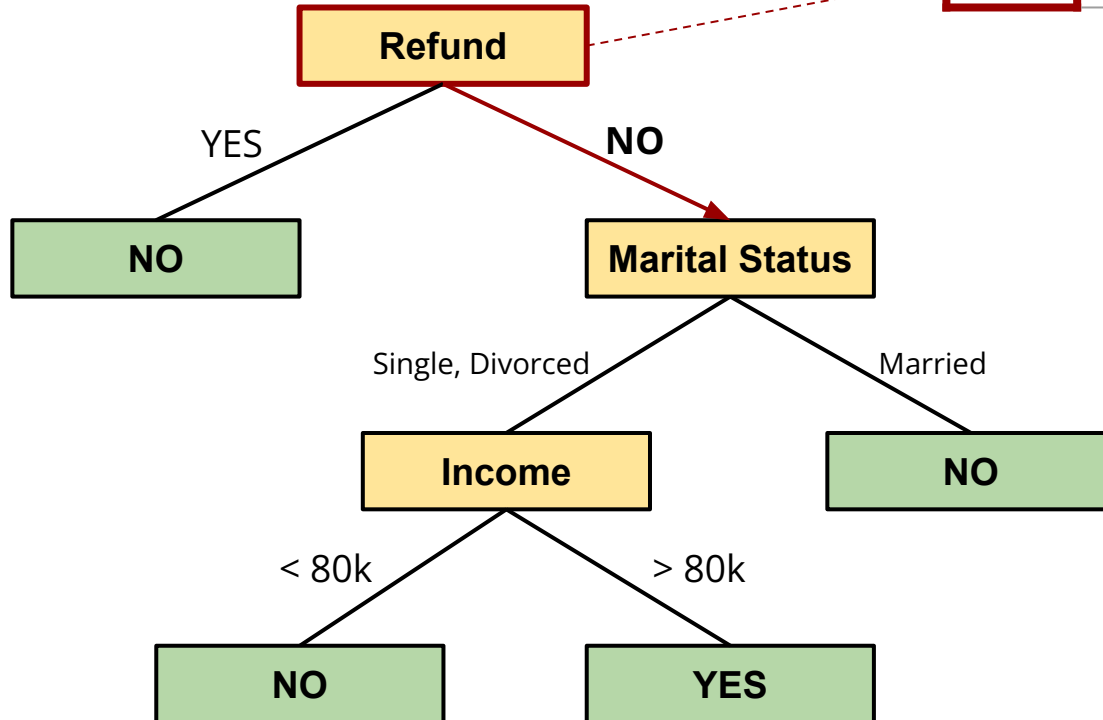 Refund
YES
NO
NO
Marital Status
Single, Divorced
Married
Income
NO
< 80k
> 80k
NO
YES